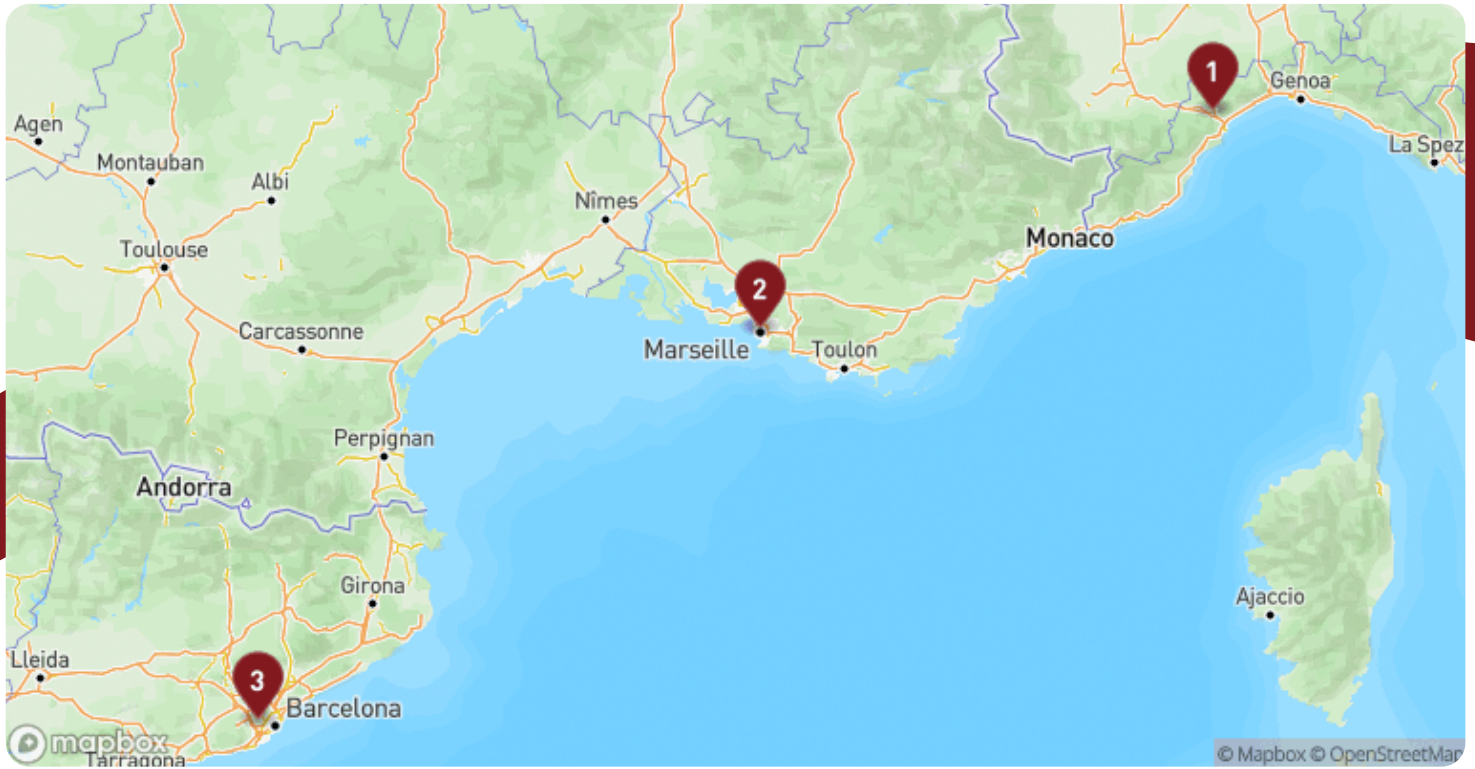 1
Genoa
Agen
La Spez
Montauban
Albi
Nîmes
Toulouse
Monaco
2
Carcassonne
Marseille
Toulon
Perpignan
Andorra
Girona
Ajaccio
Lleida
3
Barcelona
mapbox
Tarragona
© Mapbox © OpenStreetMap